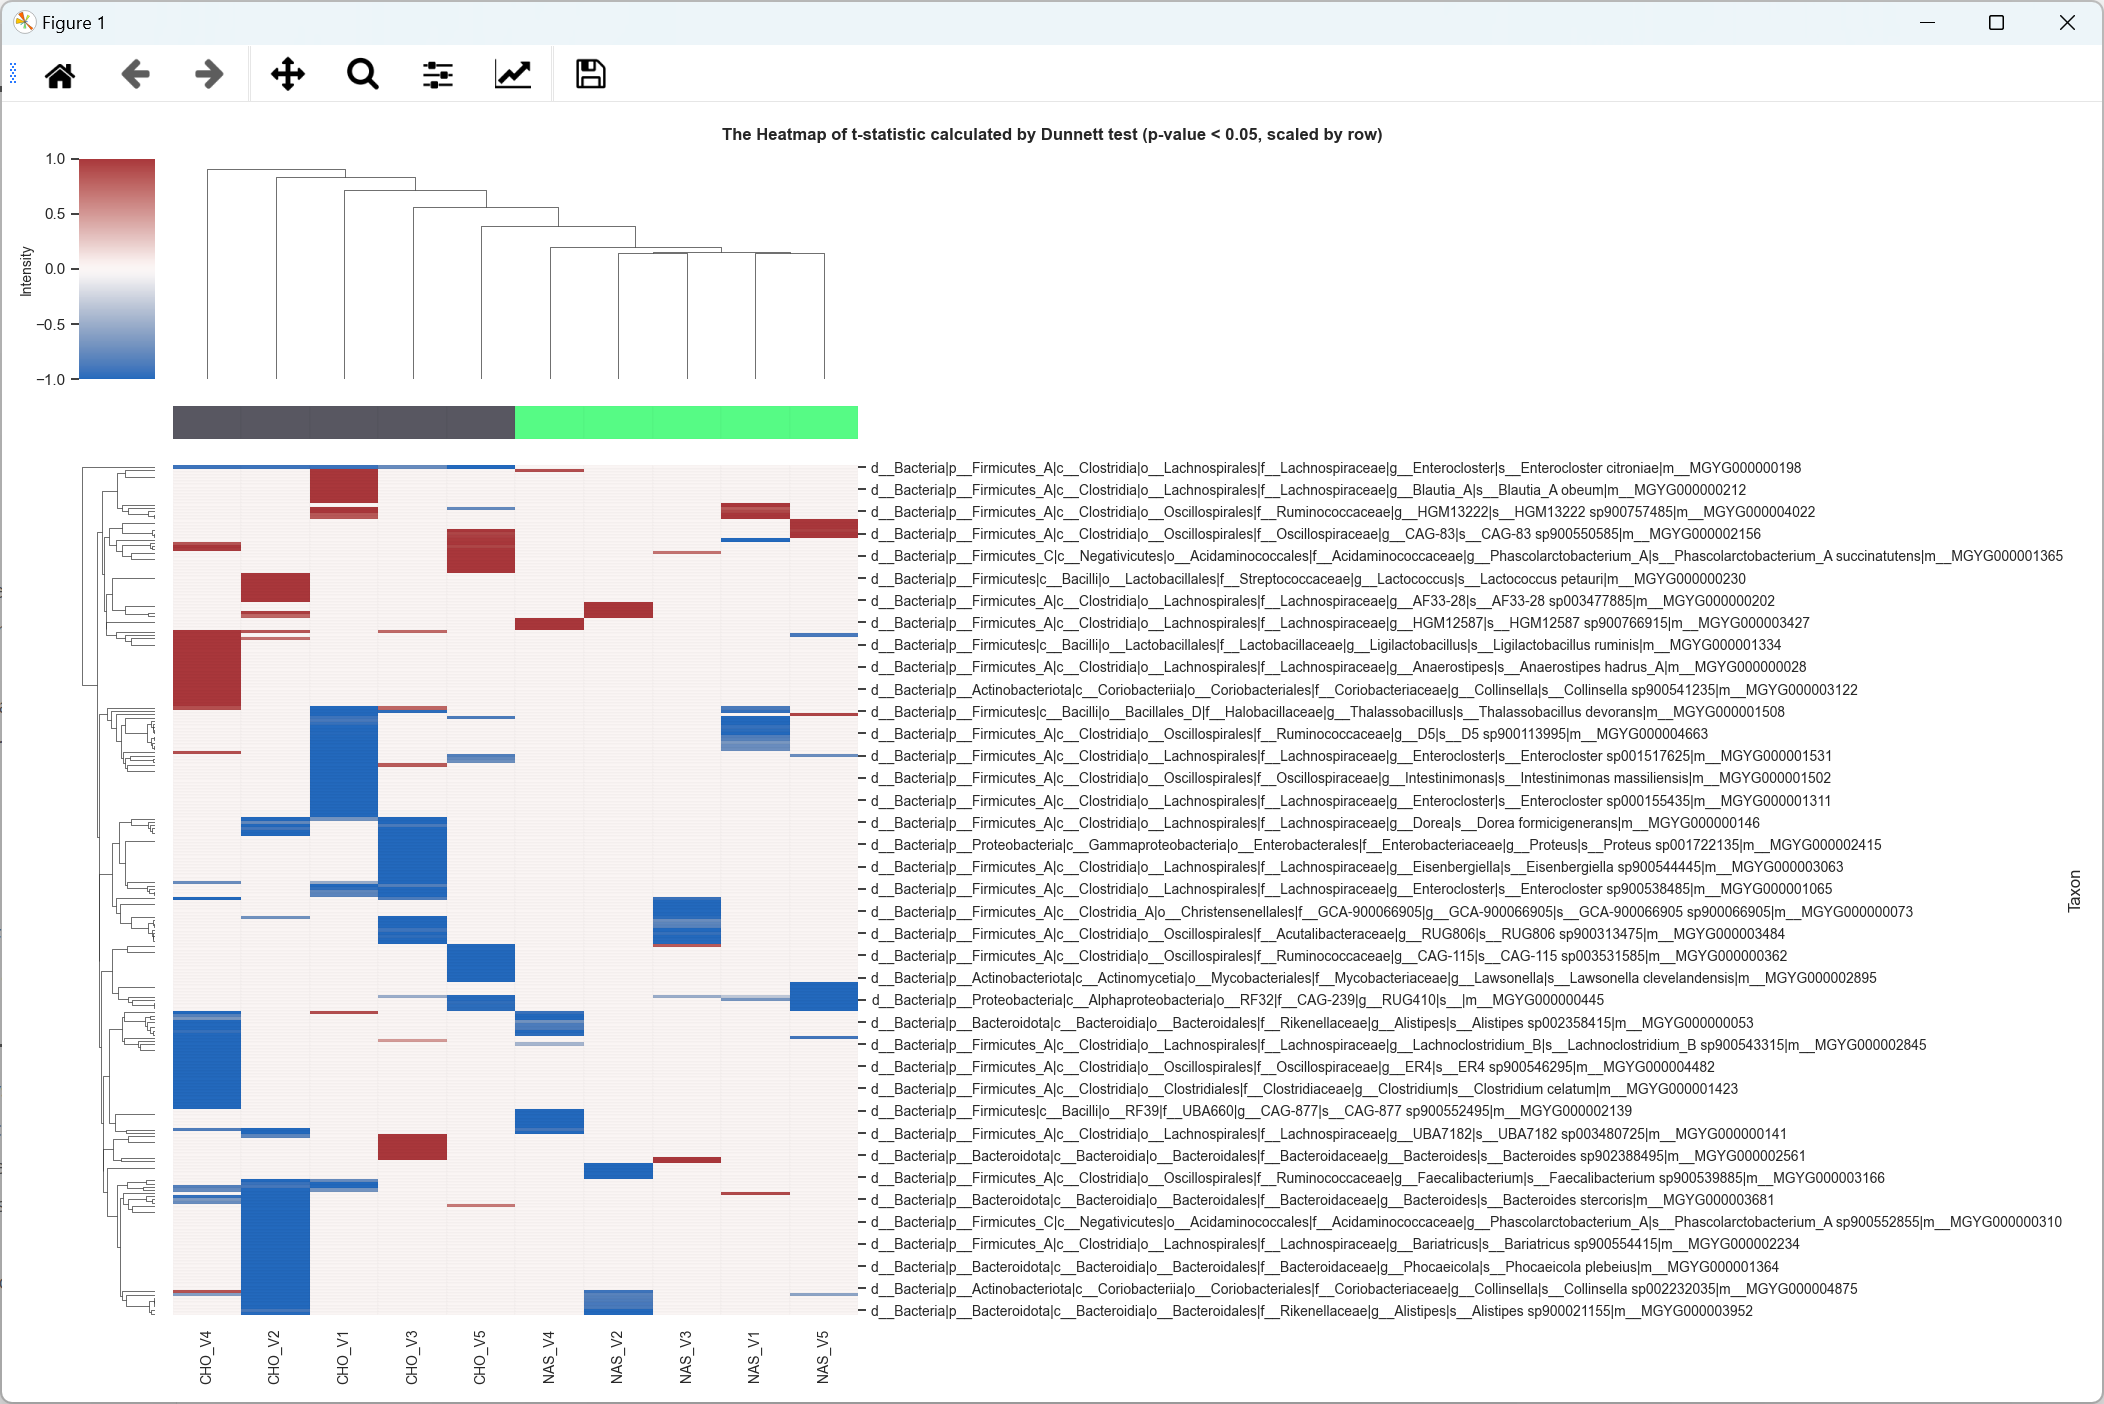 Figure 1
The Heatmap of t-statistic calculated by Dunnett test (p-value < 0.05, scaled by row)
1.0
0.5
0.0
−0.5
−1.0
Intensity
d__Bacteria|p__Firmicutes_A|c__Clostridia|o__Lachnospirales|f__Lachnospiraceae|g__Enterocloster|s__Enterocloster citroniae|m__MGYG000000198
d__Bacteria|p__Firmicutes_A|c__Clostridia|o__Lachnospirales|f__Lachnospiraceae|g__Blautia_A|s__Blautia_A obeum|m__MGYG000000212
d__Bacteria|p__Firmicutes_A|c__Clostridia|o__Oscillospirales|f__Ruminococcaceae|g__HGM13222|s__HGM13222 sp900757485|m__MGYG000004022
d__Bacteria|p__Firmicutes_A|c__Clostridia|o__Oscillospirales|f__Oscillospiraceae|g__CAG-83|s__CAG-83 sp900550585|m__MGYG000002156
d__Bacteria|p__Firmicutes_C|c__Negativicutes|o__Acidaminococcales|f__Acidaminococcaceae|g__Phascolarctobacterium_A|s__Phascolarctobacterium_A succinatutens|m__MGYG000001365
d__Bacteria|p__Firmicutes|c__Bacilli|o__Lactobacillales|f__Streptococcaceae|g__Lactococcus|s__Lactococcus petauri|m__MGYG000000230
d__Bacteria|p__Firmicutes_A|c__Clostridia|o__Lachnospirales|f__Lachnospiraceae|g__AF33-28|s__AF33-28 sp003477885|m__MGYG000000202
d__Bacteria|p__Firmicutes_A|c__Clostridia|o__Lachnospirales|f__Lachnospiraceae|g__HGM12587|s__HGM12587 sp900766915|m__MGYG000003427
d__Bacteria|p__Firmicutes|c__Bacilli|o__Lactobacillales|f__Lactobacillaceae|g__Ligilactobacillus|s__Ligilactobacillus ruminis|m__MGYG000001334
d__Bacteria|p__Firmicutes_A|c__Clostridia|o__Lachnospirales|f__Lachnospiraceae|g__Anaerostipes|s__Anaerostipes hadrus_A|m__MGYG000000028
d__Bacteria|p__Actinobacteriota|c__Coriobacteriia|o__Coriobacteriales|f__Coriobacteriaceae|g__Collinsella|s__Collinsella sp900541235|m__MGYG000003122
d__Bacteria|p__Firmicutes|c__Bacilli|o__Bacillales_D|f__Halobacillaceae|g__Thalassobacillus|s__Thalassobacillus devorans|m__MGYG000001508
d__Bacteria|p__Firmicutes_A|c__Clostridia|o__Oscillospirales|f__Ruminococcaceae|g__D5|s__D5 sp900113995|m__MGYG000004663
d__Bacteria|p__Firmicutes_A|c__Clostridia|o__Lachnospirales|f__Lachnospiraceae|g__Enterocloster|s__Enterocloster sp001517625|m__MGYG000001531
d__Bacteria|p__Firmicutes_A|c__Clostridia|o__Oscillospirales|f__Oscillospiraceae|g__Intestinimonas|s__Intestinimonas massiliensis|m__MGYG000001502
d__Bacteria|p__Firmicutes_A|c__Clostridia|o__Lachnospirales|f__Lachnospiraceae|g__Enterocloster|s__Enterocloster sp000155435|m__MGYG000001311
d__Bacteria|p__Firmicutes_A|c__Clostridia|o__Lachnospirales|f__Lachnospiraceae|g__Dorea|s__Dorea formicigenerans|m__MGYG000000146
d__Bacteria|p__Proteobacteria|c__Gammaproteobacteria|o__Enterobacterales|f__Enterobacteriaceae|g__Proteus|s__Proteus sp001722135|m__MGYG000002415
d__Bacteria|p__Firmicutes_A|c__Clostridia|o__Lachnospirales|f__Lachnospiraceae|g__Eisenbergiella|s__Eisenbergiella sp900544445|m__MGYG000003063
d__Bacteria|p__Firmicutes_A|c__Clostridia|o__Lachnospirales|f__Lachnospiraceae|g__Enterocloster|s__Enterocloster sp900538485|m__MGYG000001065
d__Bacteria|p__Firmicutes_A|c__Clostridia_A|o__Christensenellales|f__GCA-900066905|g__GCA-900066905|s__GCA-900066905 sp900066905|m__MGYG000000073
d__Bacteria|p__Firmicutes_A|c__Clostridia|o__Oscillospirales|f__Acutalibacteraceae|g__RUG806|s__RUG806 sp900313475|m__MGYG000003484
d__Bacteria|p__Firmicutes_A|c__Clostridia|o__Oscillospirales|f__Ruminococcaceae|g__CAG-115|s__CAG-115 sp003531585|m__MGYG000000362
d__Bacteria|p__Actinobacteriota|c__Actinomycetia|o__Mycobacteriales|f__Mycobacteriaceae|g__Lawsonella|s__Lawsonella clevelandensis|m__MGYG000002895
d__Bacteria|p__Proteobacteria|c__Alphaproteobacteria|o__RF32|f__CAG-239|g__RUG410|s__|m__MGYG000000445
d__Bacteria|p__Bacteroidota|c__Bacteroidia|o__Bacteroidales|f__Rikenellaceae|g__Alistipes|s__Alistipes sp002358415|m__MGYG000000053
d__Bacteria|p__Firmicutes_A|c__Clostridia|o__Lachnospirales|f__Lachnospiraceae|g__Lachnoclostridium_B|s__Lachnoclostridium_B sp900543315|m__MGYG000002845
d__Bacteria|p__Firmicutes_A|c__Clostridia|o__Oscillospirales|f__Oscillospiraceae|g__ER4|s__ER4 sp900546295|m__MGYG000004482
d__Bacteria|p__Firmicutes_A|c__Clostridia|o__Clostridiales|f__Clostridiaceae|g__Clostridium|s__Clostridium celatum|m__MGYG000001423
d__Bacteria|p__Firmicutes|c__Bacilli|o__RF39|f__UBA660|g__CAG-877|s__CAG-877 sp900552495|m__MGYG000002139
d__Bacteria|p__Firmicutes_A|c__Clostridia|o__Lachnospirales|f__Lachnospiraceae|g__UBA7182|s__UBA7182 sp003480725|m__MGYG000000141
d__Bacteria|p__Bacteroidota|c__Bacteroidia|o__Bacteroidales|f__Bacteroidaceae|g__Bacteroides|s__Bacteroides sp902388495|m__MGYG000002561
d__Bacteria|p__Firmicutes_A|c__Clostridia|o__Oscillospirales|f__Ruminococcaceae|g__Faecalibacterium|s__Faecalibacterium sp900539885|m__MGYG000003166
d__Bacteria|p__Bacteroidota|c__Bacteroidia|o__Bacteroidales|f__Bacteroidaceae|g__Bacteroides|s__Bacteroides stercoris|m__MGYG000003681
d__Bacteria|p__Firmicutes_C|c__Negativicutes|o__Acidaminococcales|f__Acidaminococcaceae|g__Phascolarctobacterium_A|s__Phascolarctobacterium_A sp900552855|m__MGYG000000310
d__Bacteria|p__Firmicutes_A|c__Clostridia|o__Lachnospirales|f__Lachnospiraceae|g__Bariatricus|s__Bariatricus sp900554415|m__MGYG000002234
d__Bacteria|p__Bacteroidota|c__Bacteroidia|o__Bacteroidales|f__Bacteroidaceae|g__Phocaeicola|s__Phocaeicola plebeius|m__MGYG000001364
d__Bacteria|p__Actinobacteriota|c__Coriobacteriia|o__Coriobacteriales|f__Coriobacteriaceae|g__Collinsella|s__Collinsella sp002232035|m__MGYG000004875
d__Bacteria|p__Bacteroidota|c__Bacteroidia|o__Bacteroidales|f__Rikenellaceae|g__Alistipes|s__Alistipes sp900021155|m__MGYG000003952
Taxon
CHO_V4
CHO_V2
CHO_V1
CHO_V3
CHO_V5
NAS_V4
NAS_V2
NAS_V3
NAS_V1
NAS_V5